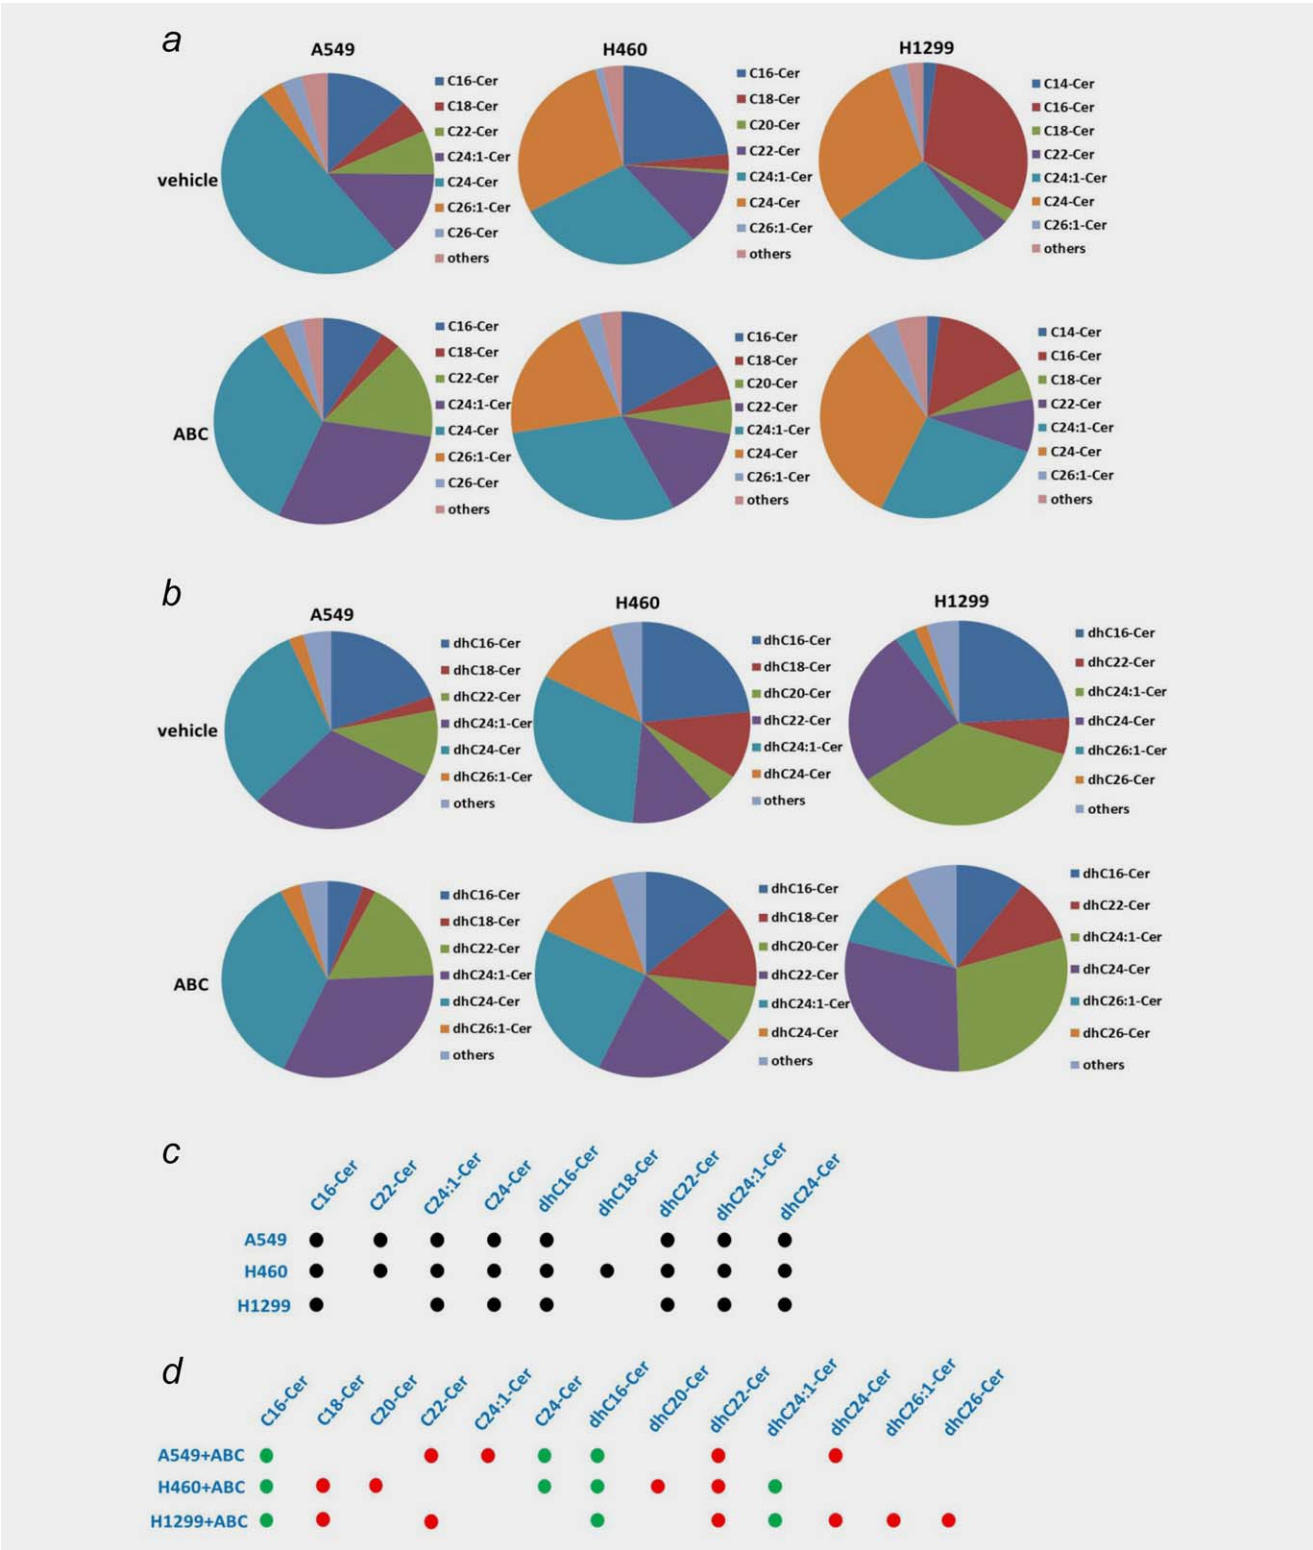 a
A549
H460
H1299
vehicle
C16-Cer
C18-Cer
C22-Cer
C24:1-Cer
C24-Cer
C26:1-Cer
C26-Cer
others
C16-Cer
C18-Cer
C20-Cer
C22-Cer
C24:1-Cer
C24-Cer
C26:1-Cer
others
C14-Cer
C16-Cer
C18-Cer
C22-Cer
C24:1-Cer
C24-Cer
C26:1-Cer
others
ABC
C16-Cer
C18-Cer
C22-Cer
C24:1-Cer
C24-Cer
C26:1-Cer
C26-Cer
others
C16-Cer
C18-Cer
C20-Cer
C22-Cer
C24:1-Cer
C24-Cer
C26:1-Cer
others
C14-Cer
C16-Cer
C18-Cer
C22-Cer
C24:1-Cer
C24-Cer
C26:1-Cer
others
b
A549
H460
H1299
vehicle
dhC16-Cer
dhC18-Cer
dhC22-Cer
dhC24:1-Cer
dhC24-Cer
dhC26:1-Cer
others
dhC16-Cer
dhC18-Cer
dhC20-Cer
dhC22-Cer
dhC24:1-Cer
dhC24-Cer
others
dhC16-Cer
dhC22-Cer
dhC24:1-Cer
dhC24-Cer
dhC26:1-Cer
dhC26-Cer
others
ABC
dhC16-Cer
dhC18-Cer
dhC22-Cer
dhC24:1-Cer
dhC24-Cer
dhC26:1-Cer
others
dhC16-Cer
dhC18-Cer
dhC20-Cer
dhC22-Cer
dhC24:1-Cer
dhC24-Cer
others
dhC16-Cer
dhC22-Cer
dhC24:1-Cer
dhC24-Cer
dhC26:1-Cer
dhC26-Cer
others
c
C16-Cer
C22-Cer
C24:1-Cer
C24-Cer
dhC16-Cer
dhC18-Cer
dhC22-Cer
dhC24:1-Cer
dhC24-Cer
A549
H460
H1299
d
C16-Cer
C18-Cer
C20-Cer
C22-Cer
C24:1-Cer
C24-Cer
dhC16-Cer
dhC20-Cer
dhC22-Cer
dhC24:1-Cer
dhC24-Cer
dhC26:1-Cer
dhC26-Cer
A549+ABC
H460+ABC
H1299+ABC